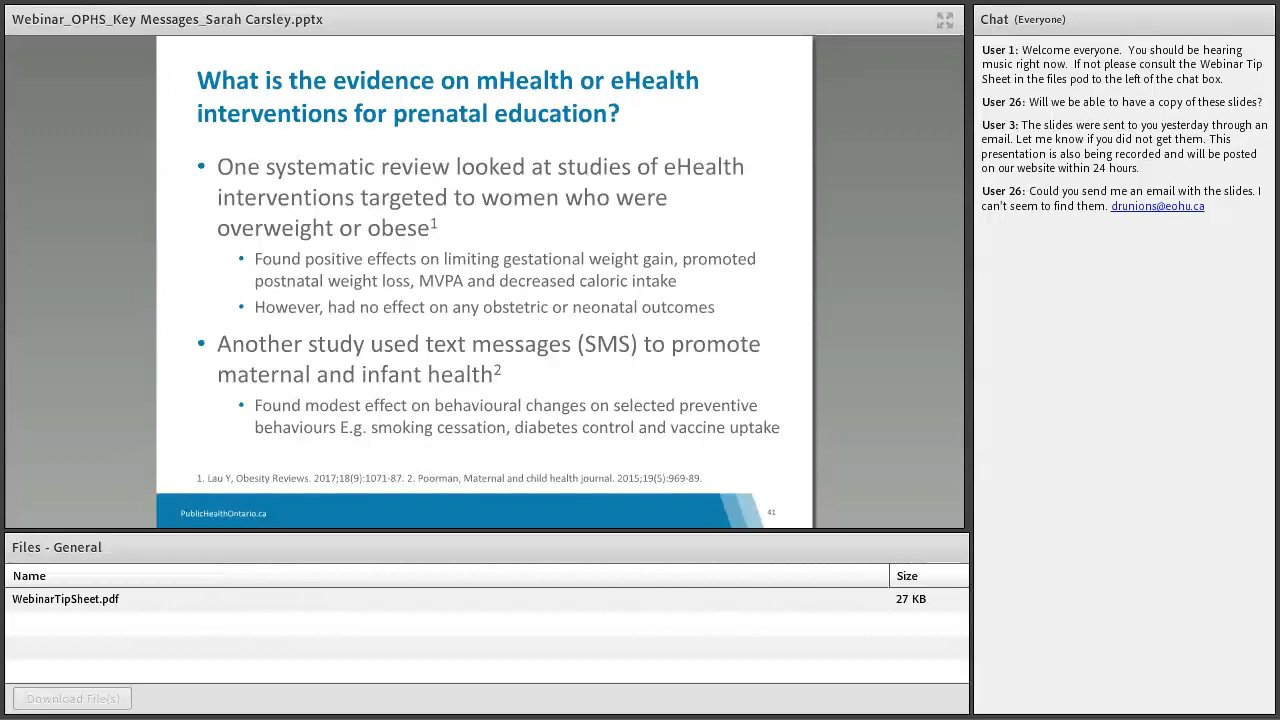 Webinar_OPHS_Key Messages_Sarah Carsley.pptx
What is the evidence on mHealth or eHealth
interventions for prenatal education?
• One systematic review looked at studies of eHealth
interventions targeted to women who were
overweight or obese1
• Found positive effects on limiting gestational weight gain, promoted
postnatal weight loss, MVPA and decreased caloric intake
• However, had no effect on any obstetric or neonatal outcomes
• Another study used text messages (SMS) to promote
maternal and infant health2
• Found modest effect on behavioural changes on selected preventive
behaviours E.g. smoking cessation, diabetes control and vaccine uptake
1. Lau Y, Obesity Reviews. 2017;18(9):1071-87. 2. Poorman, Maternal and child health journal. 2015;19(5):969-89.
PublicHealthOntario.ca
41
Files - General
Name Size
WebinarTipSheet.pdf 27 KB
Download File(s)
Chat (Everyone)
User 1: Welcome everyone. You should be hearing
music right now. If not please consult the Webinar Tip
Sheet in the files pod to the left of the chat box.
User 26: Will we be able to have a copy of these slides?
User 3: The slides were sent to you yesterday through an
email. Let me know if you did not get them. This
presentation is also being recorded and will be posted
on our website within 24 hours.
User 26: Could you send me an email with the slides. I
can't seem to find them. drunions@eohu.ca